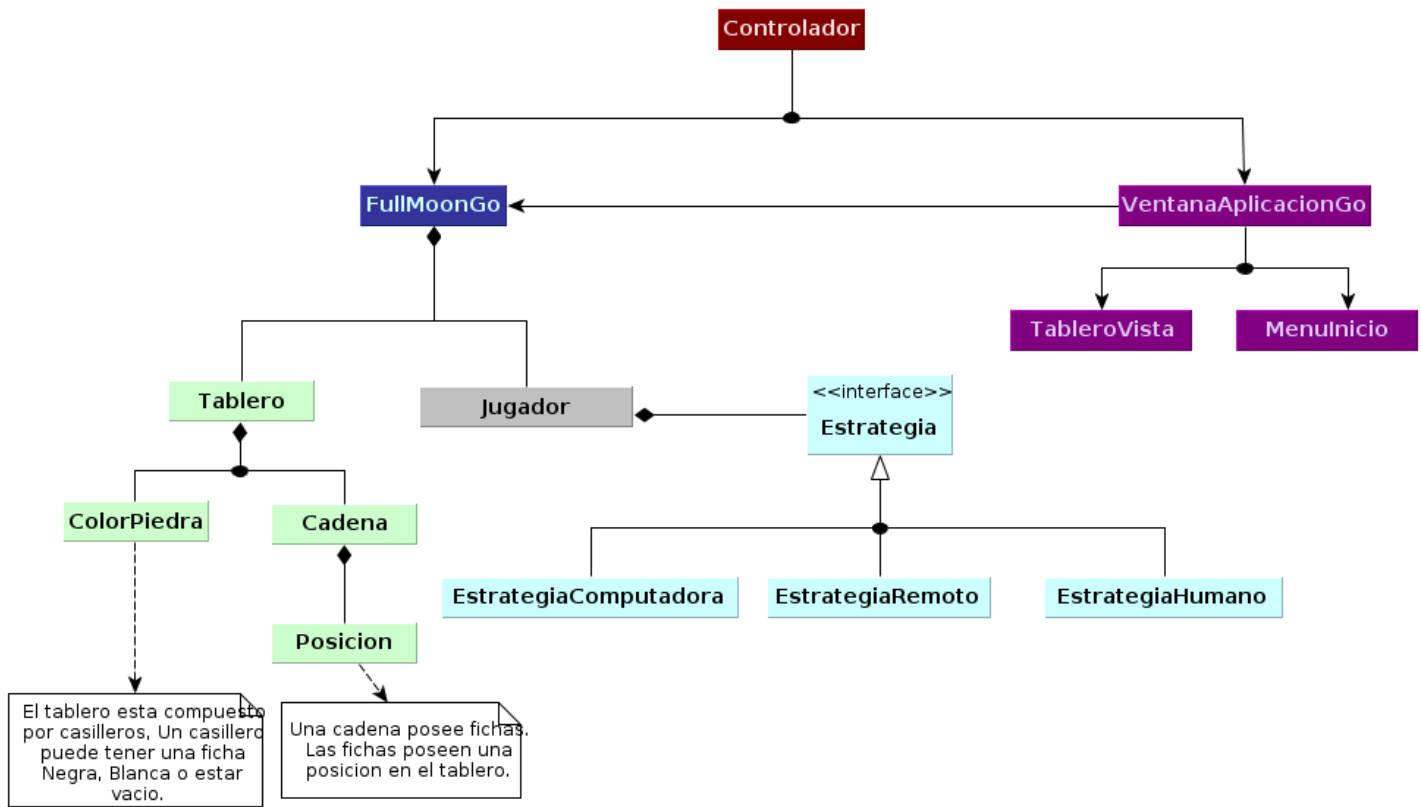 Controlador
FullMoonGo
VentanaAplicacionGo
TableroVista
MenuInicio
Tablero
Jugador
<<interface>>
Estrategia
ColorPiedra
Cadena
EstrategiaComputadora
EstrategiaRemoto
EstrategiaHumano
Posicion
El tablero esta compuesto
por casilleros, Un casillero
puede tener una ficha
Negra, Blanca o estar
vacio.
Una cadena posee fichas.
Las fichas poseen una
posicion en el tablero.